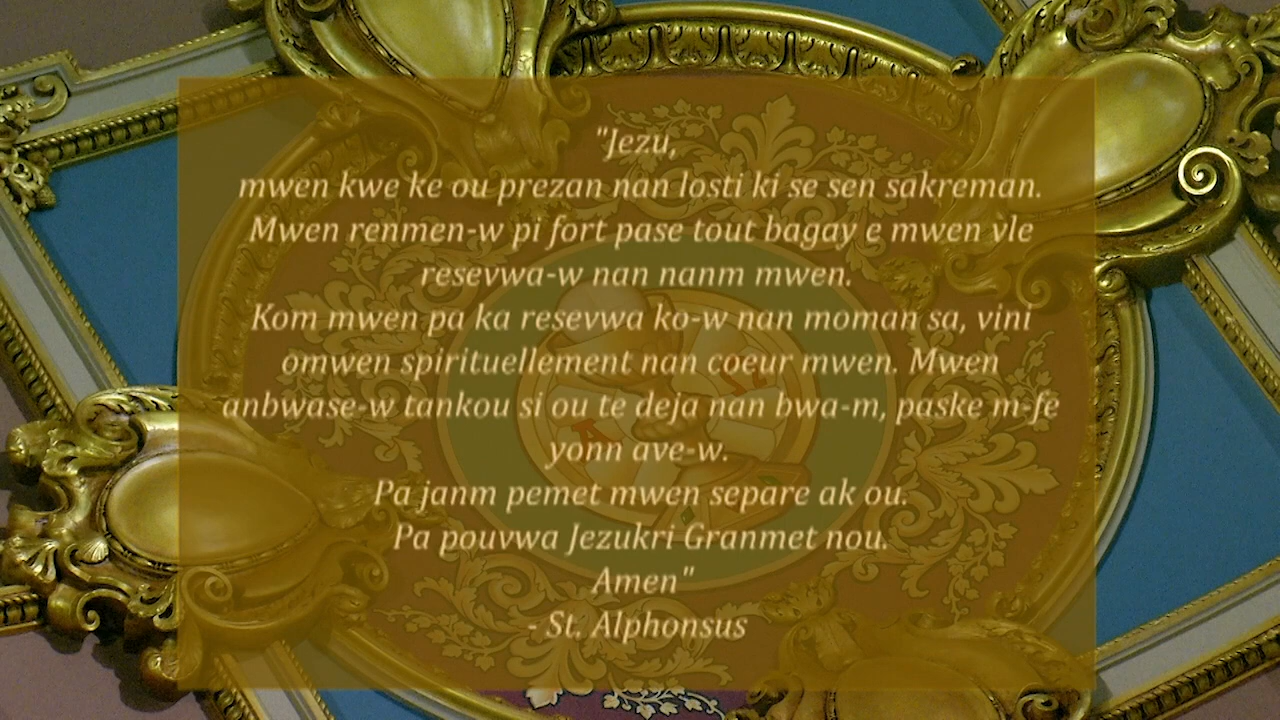 "Jezu,
mwen kwe ke ou prezan nan losti ki se sen sakreman.
Mwen renmen-w pi fort pase tout bagay e mwen vle
resevwa-w nan nanm mwen.
Kom mwen pa ka resevwa ko-w nan moman sa, vini
omwen spirituellement nan coeur mwen. Mwen
anbwase-w tankou si ou te deja nan bwa-m, paske m-fe
yonn ave-w.
Pa janm pemet mwen separe ak ou.
Pa pouvwa Jezukri Granmet nou.
Amen"
- St. Alphonsus